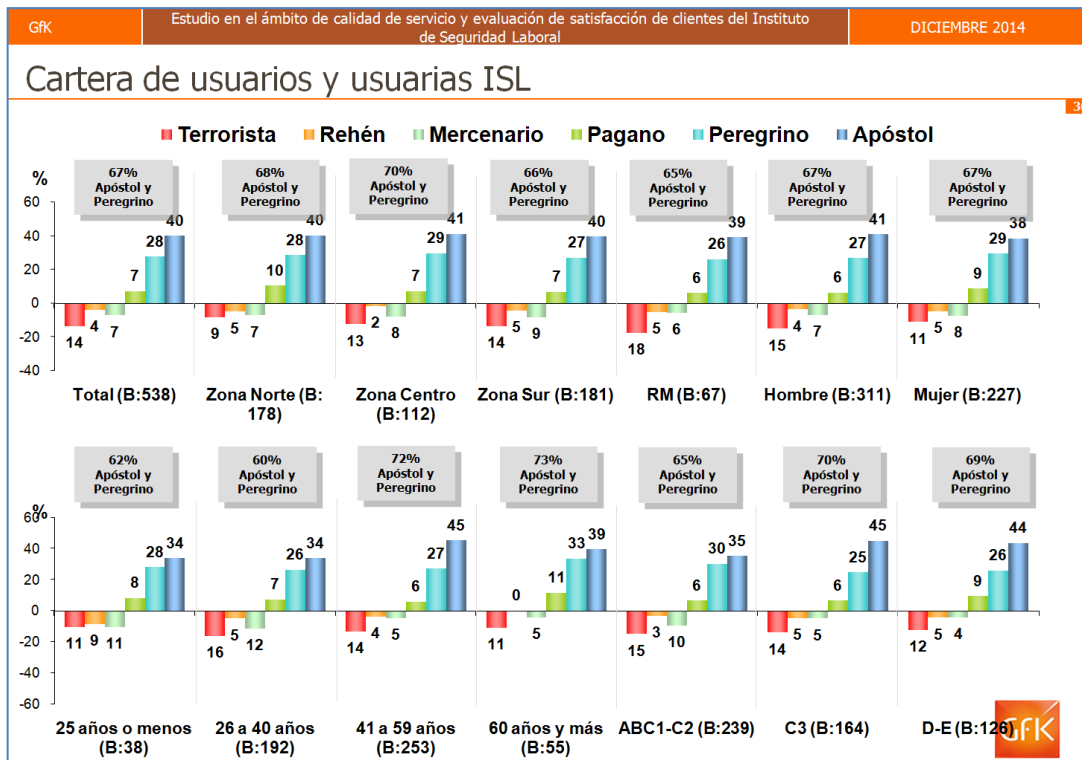 GfK
Estudio en el ámbito de calidad de servicio y evaluación de satisfacción de clientes del Instituto
de Seguridad Laboral
DICIEMBRE 2014
Cartera de usuarios y usuarias ISL
Terrorista Rehén Mercenario Pagano Peregrino Apóstol
67%
Apóstol y
Peregrino
68%
Apóstol y
Peregrino
70%
Apóstol y
Peregrino
66%
Apóstol y
Peregrino
65%
Apóstol y
Peregrino
67%
Apóstol y
Peregrino
67%
Apóstol y
Peregrino
%
60
40
20
0
-20
-40
14 4 7 7 28 40
9 5 7 10 28 40
13 2 8 7 29 41
14 5 9 7 27 40
18 5 6 6 26 39
15 4 7 6 27 41
11 5 8 9 29 38
Total (B:538)
Zona Norte (B:
178)
Zona Centro
(B:112)
Zona Sur (B:181)
RM (B:67)
Hombre (B:311)
Mujer (B:227)
62%
Apóstol y
Peregrino
60%
Apóstol y
Peregrino
72%
Apóstol y
Peregrino
73%
Apóstol y
Peregrino
65%
Apóstol y
Peregrino
70%
Apóstol y
Peregrino
69%
Apóstol y
Peregrino
%
60
40
20
0
-20
-40
-60
11 9 11 8 28 34
16 5 12 7 26 34
14 4 5 6 27 45
11 0 5 11 33 39
15 3 10 6 30 35
14 5 5 6 25 45
12 5 4 9 26 44
25 años o menos
(B:38)
26 a 40 años
(B:192)
41 a 59 años
(B:253)
60 años y más
(B:55)
ABC1-C2 (B:239)
C3 (B:164)
D-E (B:126)
GfK